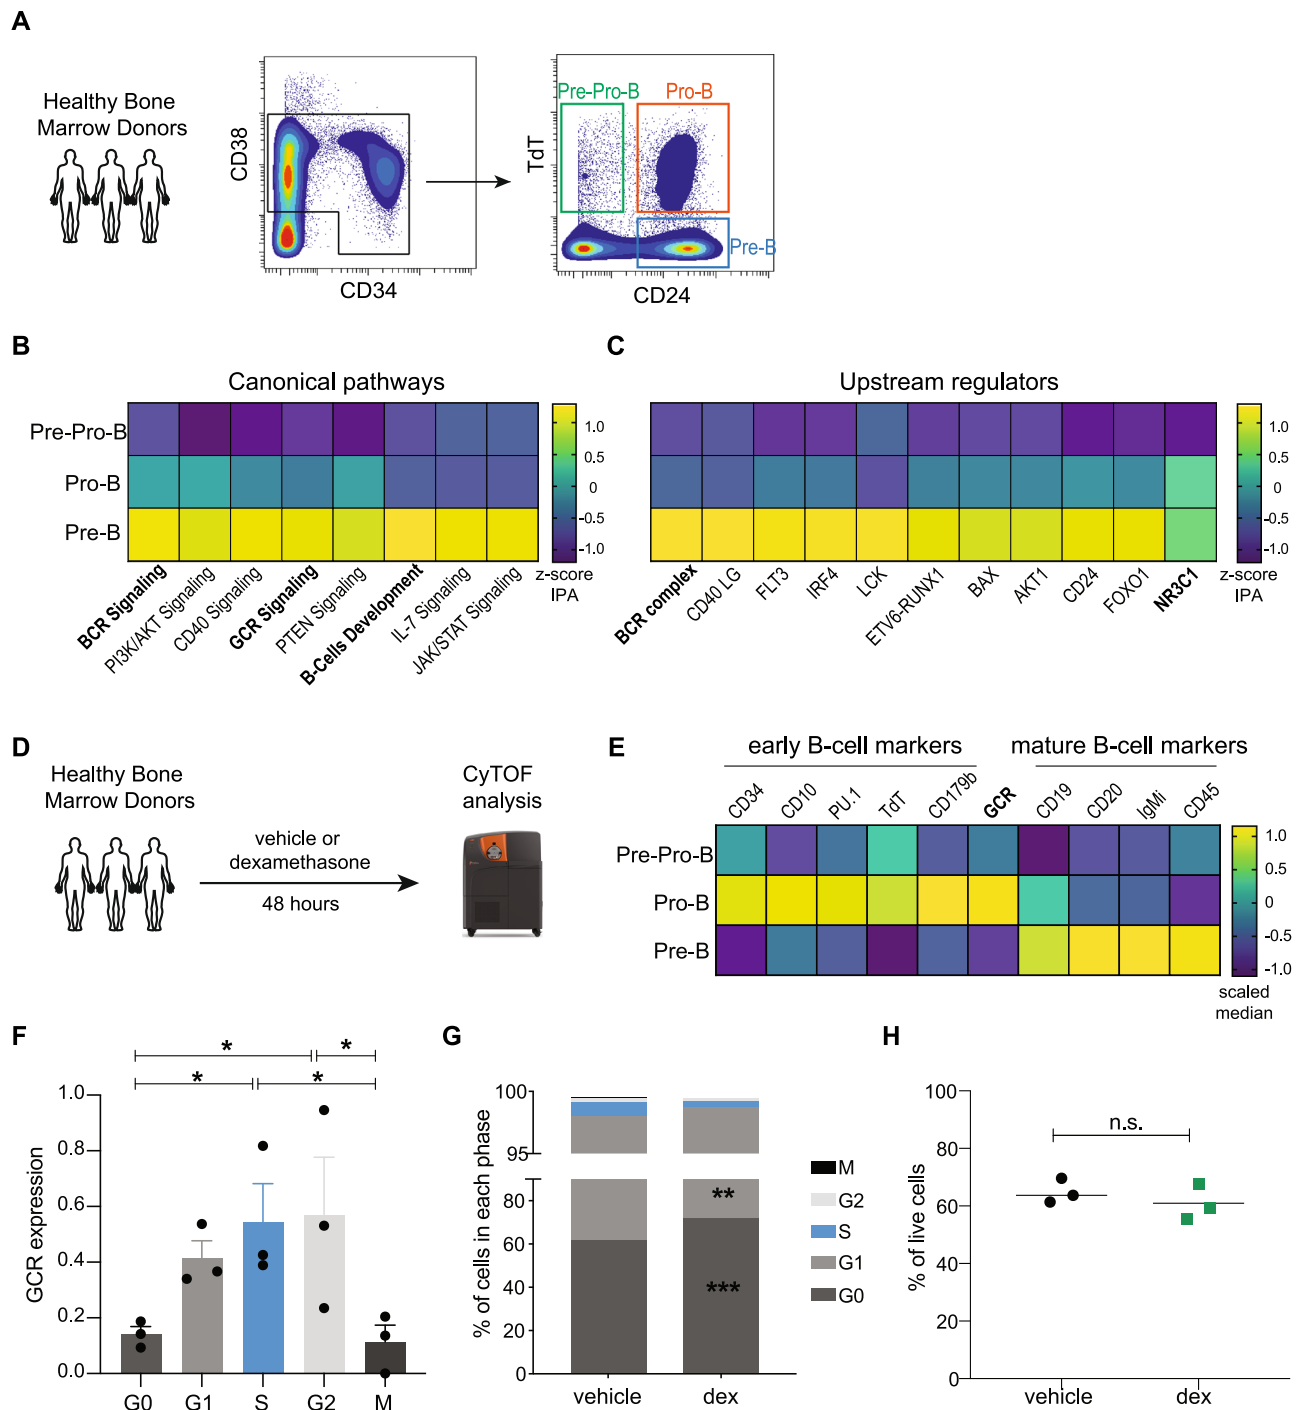 A
Healthy Bone
Marrow Donors
CD38
CD34
TdT
Pre-Pro-B
Pro-B
Pre-B
CD24
B
Canonical pathways
Pre-Pro-B
Pro-B
Pre-B
1.0
0.5
0
-0.5
-1.0
z-score
IPA
BCR Signaling
PI3K/AKT Signaling
CD40 Signaling
GCR Signaling
PTEN Signaling
B-Cells Development
IL-7 Signaling
JAK/STAT Signaling
C
Upstream regulators
1.0
0.5
0
-0.5
-1.0
z-score
IPA
BCR complex
CD40 LG
FLT3
IRF4
LCK
ETV6-RUNX1
BAX
AKT1
CD24
FOXO1
NR3C1
D
Healthy Bone
Marrow Donors
vehicle or
dexamethasone
48 hours
CyTOF
analysis
E
early B-cell markers
mature B-cell markers
CD34
CD10
PU.1
TdT
CD179b
GCR
CD19
CD20
IgMi
CD45
Pre-Pro-B
Pro-B
Pre-B
1.0
0.5
0
-0.5
-1.0
scaled
median
F
* *
* *
GCR expression
1.0
0.8
0.6
0.4
0.2
0.0
G0 G1 S G2 M
G
% of cells in each phase
100
95
80
60
40
20
0
**
***
vehicle dex
M
G2
S
G1
G0
H
% of live cells
100
80
60
40
20
0
n.s.
vehicle dex